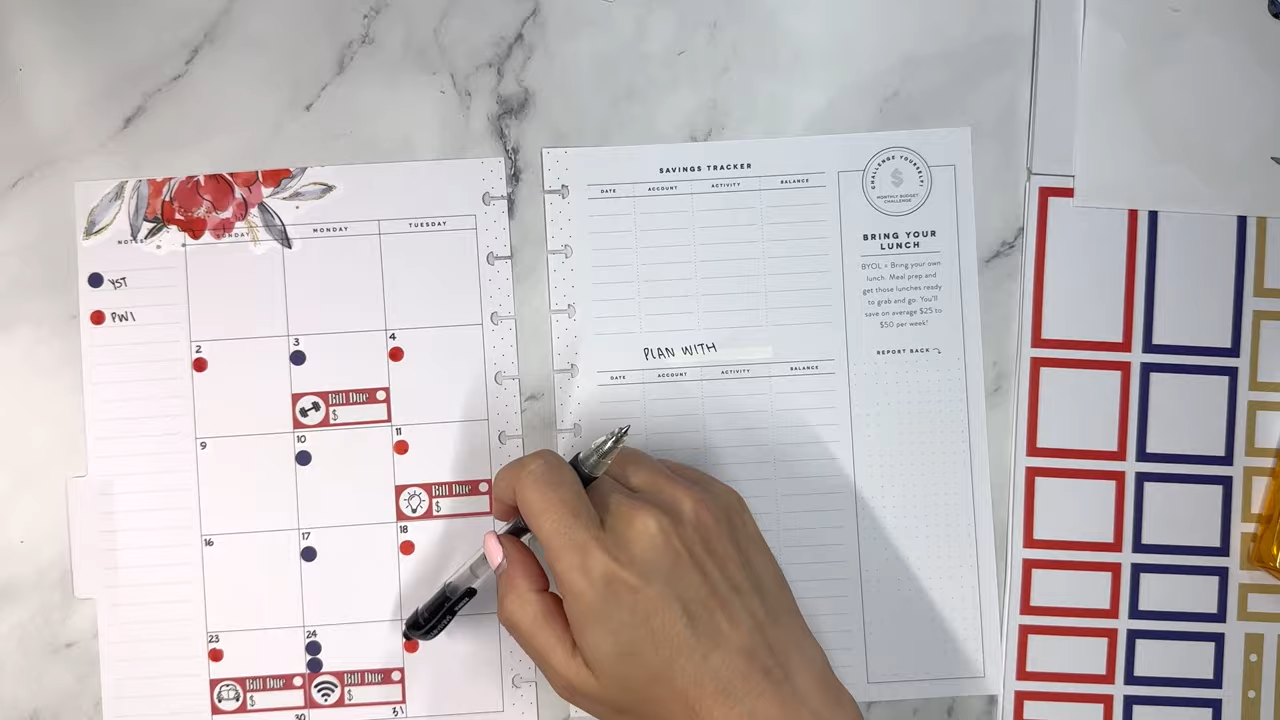 NOTES
SUNDAY
MONDAY
TUESDAY
YST
PW1
2
3
4
Bill Due
$
9
10
11
Bill Due
$
16
17
18
23
24
Bill Due
$
Bill Due
$
30
31
SAVINGS TRACKER
DATE ACCOUNT ACTIVITY BALANCE
PLAN WITH
DATE ACCOUNT ACTIVITY BALANCE
CHALLENGE YOURSELF!
$
MONTHLY BUDGET
CHALLENGE
BRING YOUR
LUNCH
BYOL = Bring your own
lunch. Meal prep and
get those lunches ready
to grab and go. You'll
save on average $25 to
$50 per week!
REPORT BACK